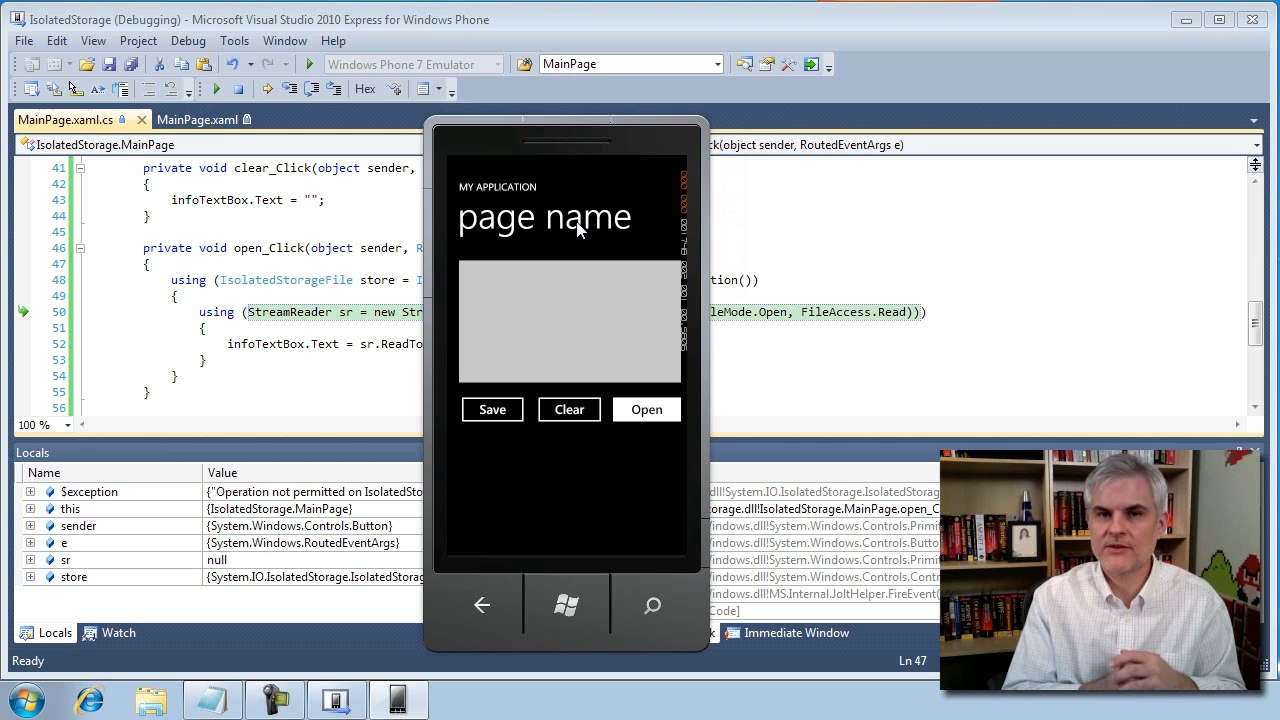 IsolatedStorage (Debugging) - Microsoft Visual Studio 2010 Express for Windows Phone
File Edit View Project Debug Tools Window Help
Windows Phone 7 Emulator MainPage
Hex
MainPage.xaml.cs MainPage.xaml
IsolatedStorage.MainPage click(object sender, RoutedEventArgs e)
41 private void clear_Click(object sender,
42 {
43 infoTextBox.Text = "";
44 }
45
46 private void open_Click(object sender, R
47 {
48 using (IsolatedStorageFile store = I tion())
49 {
50 using (StreamReader sr = new Str leMode.Open, FileAccess.Read))
51 {
52 infoTextBox.Text = sr.ReadTo
53 }
54 }
55 }
56
100 %
MY APPLICATION
page name
Save Clear Open
Locals
Name Value
$exception {"Operation not permitted on IsolatedSto dll!System.IO.IsolatedStorage.IsolatedStorag
this {IsolatedStorage.MainPage} dll!IsolatedStorage.MainPage.open_C
sender {System.Windows.Controls.Button} Windows.dll!System.Windows.Controls.Primi
e {System.Windows.RoutedEventArgs} Windows.dll!System.Windows.Controls.Butto
sr null Windows.dll!System.Windows.Controls.Primit
store {System.IO.IsolatedStorage.IsolatedStorag Windows.dll!System.Windows.Controls.Co
Windows.dll!MS.Internal.JoltHelper.FireEvent(
Code]
Locals Watch Immediate Window
Ready Ln 47